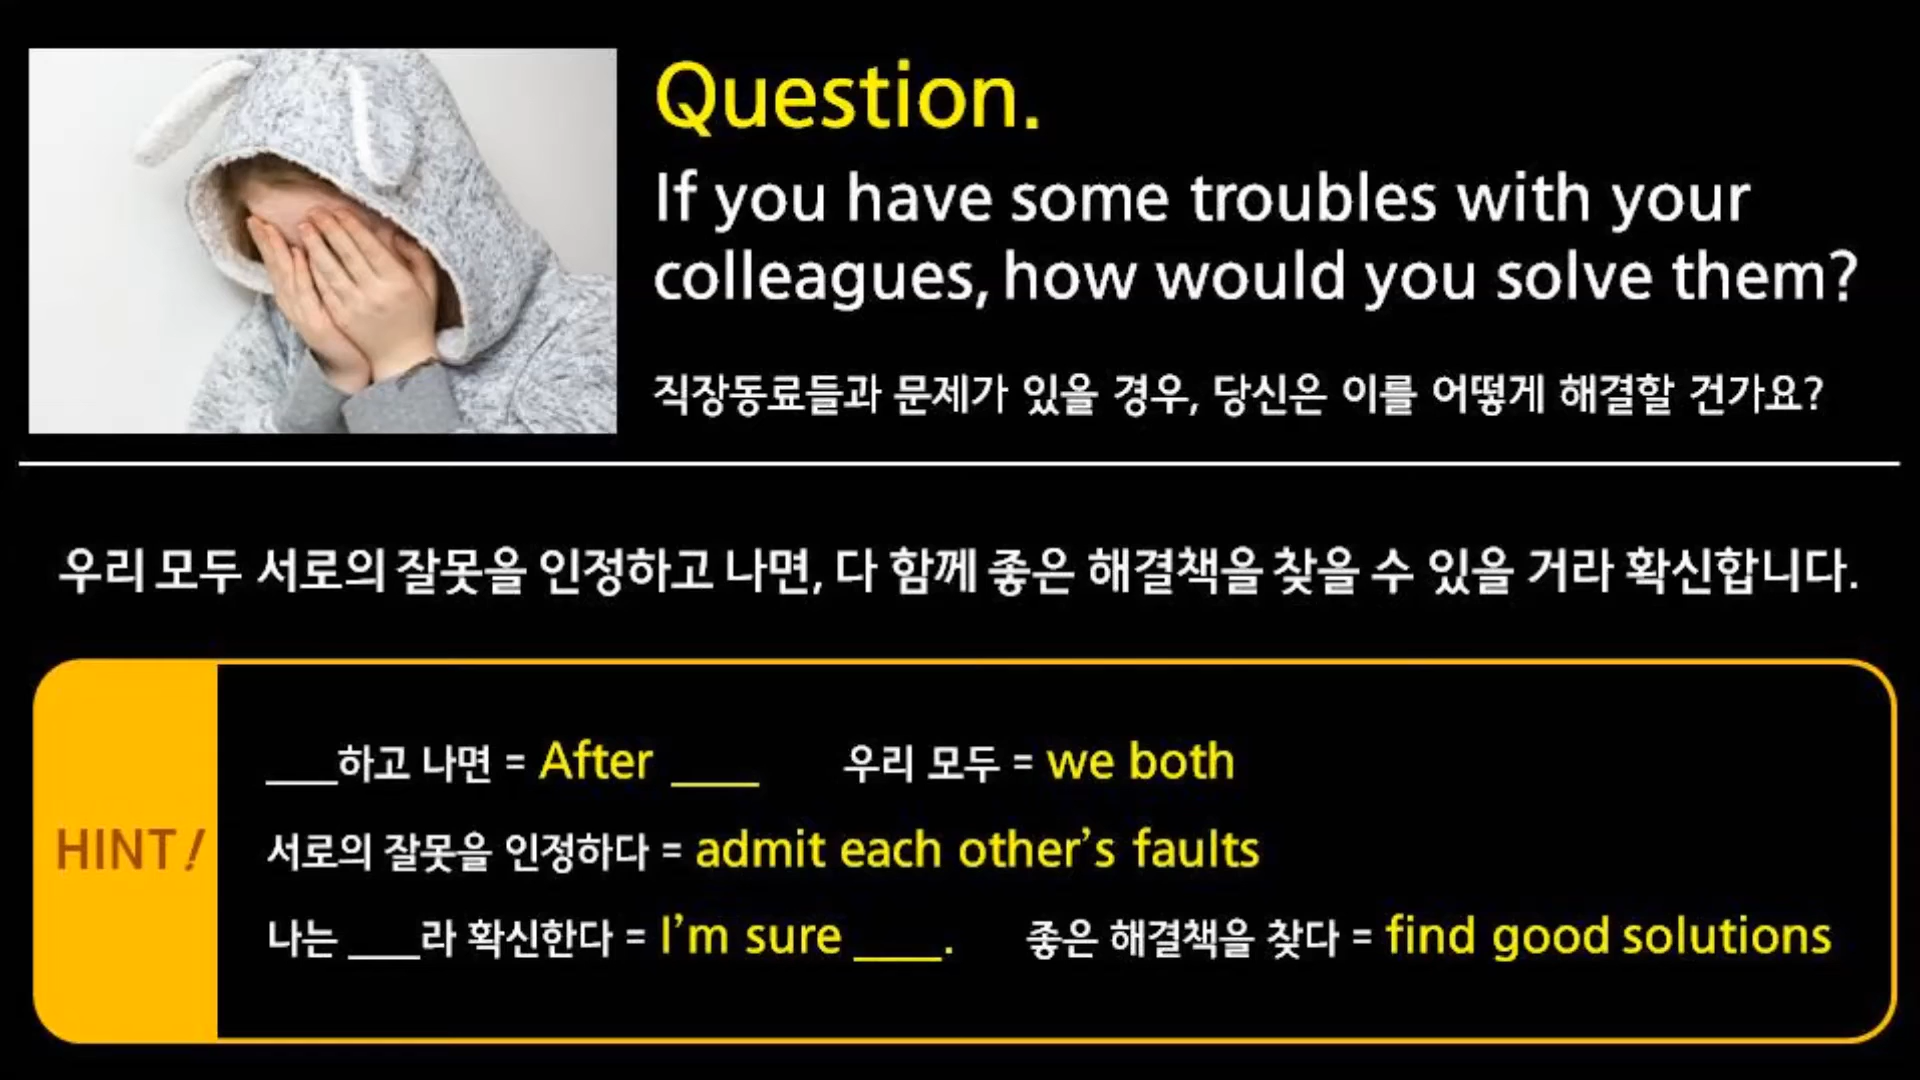 Question.
If you have some troubles with your
colleagues, how would you solve them?
직장동료들과 문제가 있을 경우, 당신은 이를 어떻게 해결할 건가요?
우리 모두 서로의 잘못을 인정하고 나면, 다 함께 좋은 해결책을 찾을 수 있을 거라 확신합니다.
HINT!
____하고 나면 = After ____ 우리 모두 = we both
서로의 잘못을 인정하다 = admit each other’s faults
나는 ____라 확신한다 = I’m sure ____. 좋은 해결책을 찾다 = find good solutions